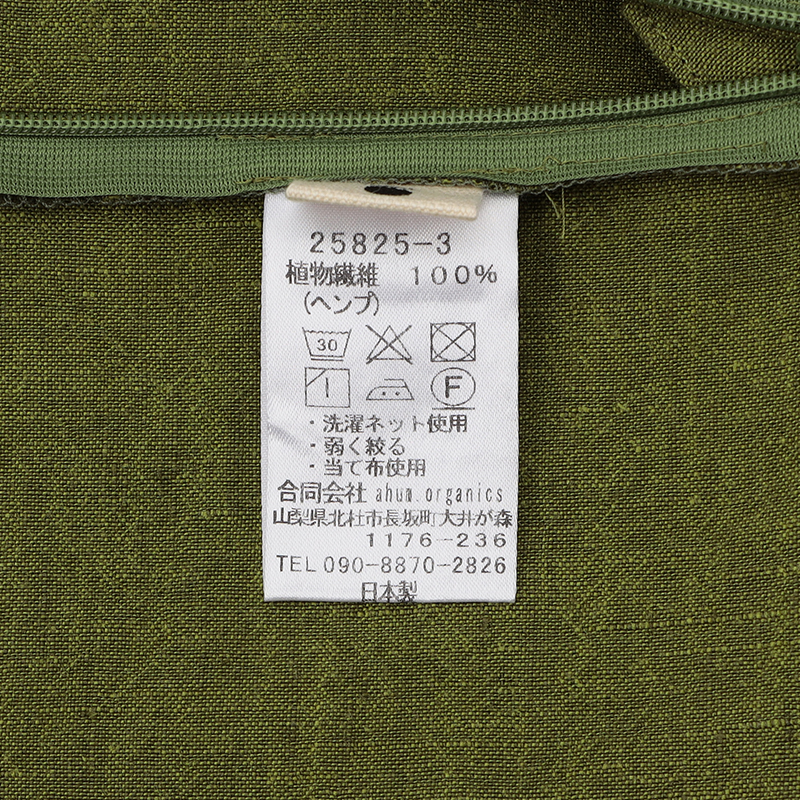 25825-3
植物繊維 100%
(ヘンプ)
30
F
・洗濯ネット使用
・弱く絞る
・当て布使用
合同会社 ahum.organics
山梨県北杜市長坂町大井が森
1176-236
TEL 090-8870-2826
日本製